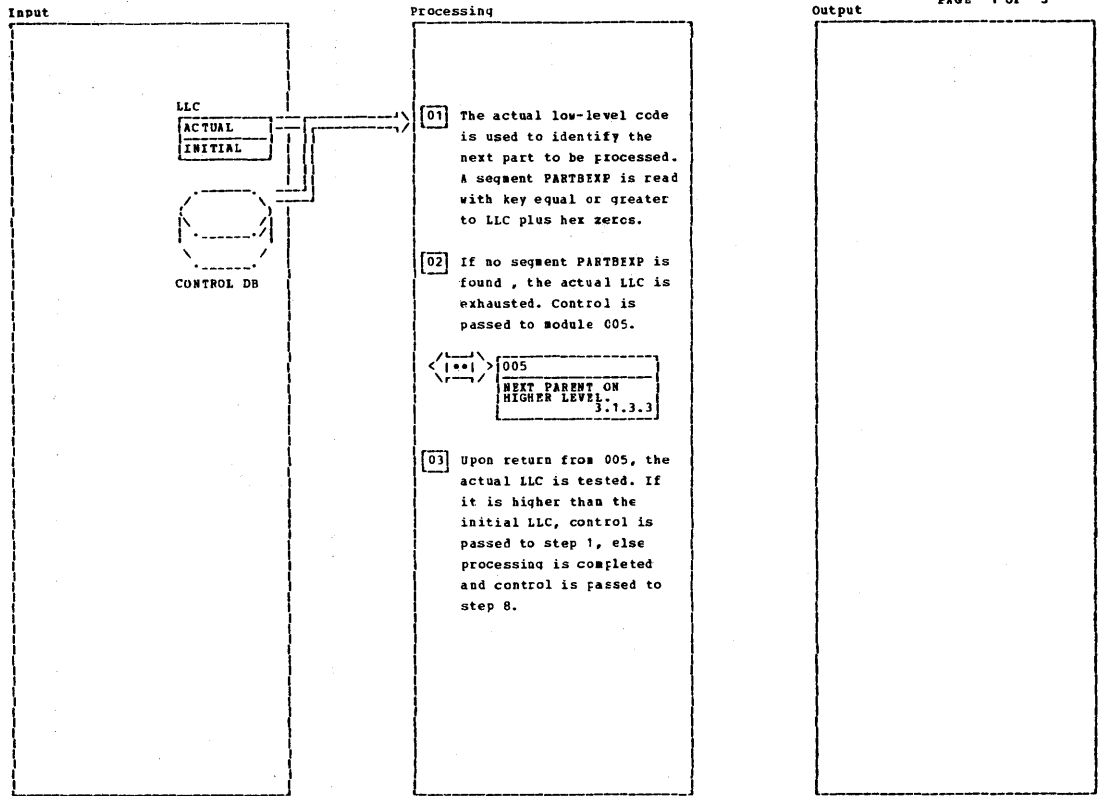 PAGE 1 OF 3
Input
Processing
Output
LLC
ACTUAL
INITIAL
CONTROL DB
01 The actual low-level code
is used to identify the
next part to be processed.
A segment PARTBEXP is read
with key equal or greater
to LLC plus hex zeros.
02 If no segment PARTBEXP is
found , the actual LLC is
exhausted. Control is
passed to module 005.
005
NEXT PARENT ON
HIGHER LEVEL.
3.1.3.3
03 Upon return from 005, the
actual LLC is tested. If
it is higher than the
initial LLC, control is
passed to step 1, else
processing is completed
and control is passed to
step 8.